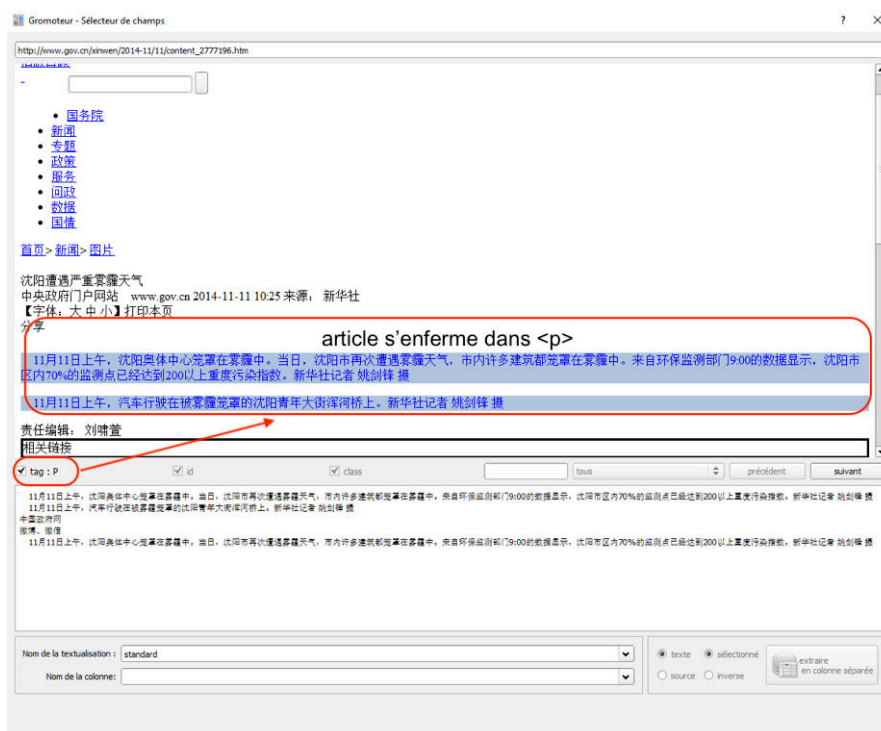 Gromoteur - Sélecteur de champs
http://www.gov.cn/xinwen/2014-11/11/content_2777196.htm
国务院
新闻
专题
政策
服务
问政
数据
国情
首页> 新闻> 图片
沈阳遭遇严重雾霾天气
中央政府门户网站 www.gov.cn 2014-11-11 10:25 来源： 新华社
【字体：大 中 小】打印本页
分享
article s'enferme dans <p>
11月11日上午，沈阳奥体中心笼罩在雾霾中。当日，沈阳市再次遭遇雾霾天气，市内许多建筑都笼罩在雾霾中。来自环保监测部门9:00的数据显示，沈阳市
区内70%的监测点已经达到200以上重度污染指数。新华社记者 姚剑锋 摄
11月11日上午，汽车行驶在被雾霾笼罩的沈阳青年大街浑河桥上。新华社记者 姚剑锋 摄
责任编辑： 刘啸萱
相关链接
tag : P id class tous précédent suivant
11月11日上午，沈阳奥体中心笼罩在雾霾中。当日，沈阳市再次遭遇雾霾天气，市内许多建筑都笼罩在雾霾中。来自环保监测部门9:00的数据显示，沈阳市区内70%的监测点已经达到200以上重度污染指数。新华社记者 姚剑锋 摄
11月11日上午，汽车行驶在被雾霾笼罩的沈阳青年大街浑河桥上。新华社记者 姚剑锋 摄
中国政府网
微博、微信
11月11日上午，沈阳奥体中心笼罩在雾霾中。当日，沈阳市再次遭遇雾霾天气，市内许多建筑都笼罩在雾霾中。来自环保监测部门9:00的数据显示，沈阳市区内70%的监测点已经达到200以上重度污染指数。新华社记者 姚剑锋 摄
Nom de la textualisation : standard
Nom de la colonne:
texte sélectionné
source inverse
extraire
en colonne séparée